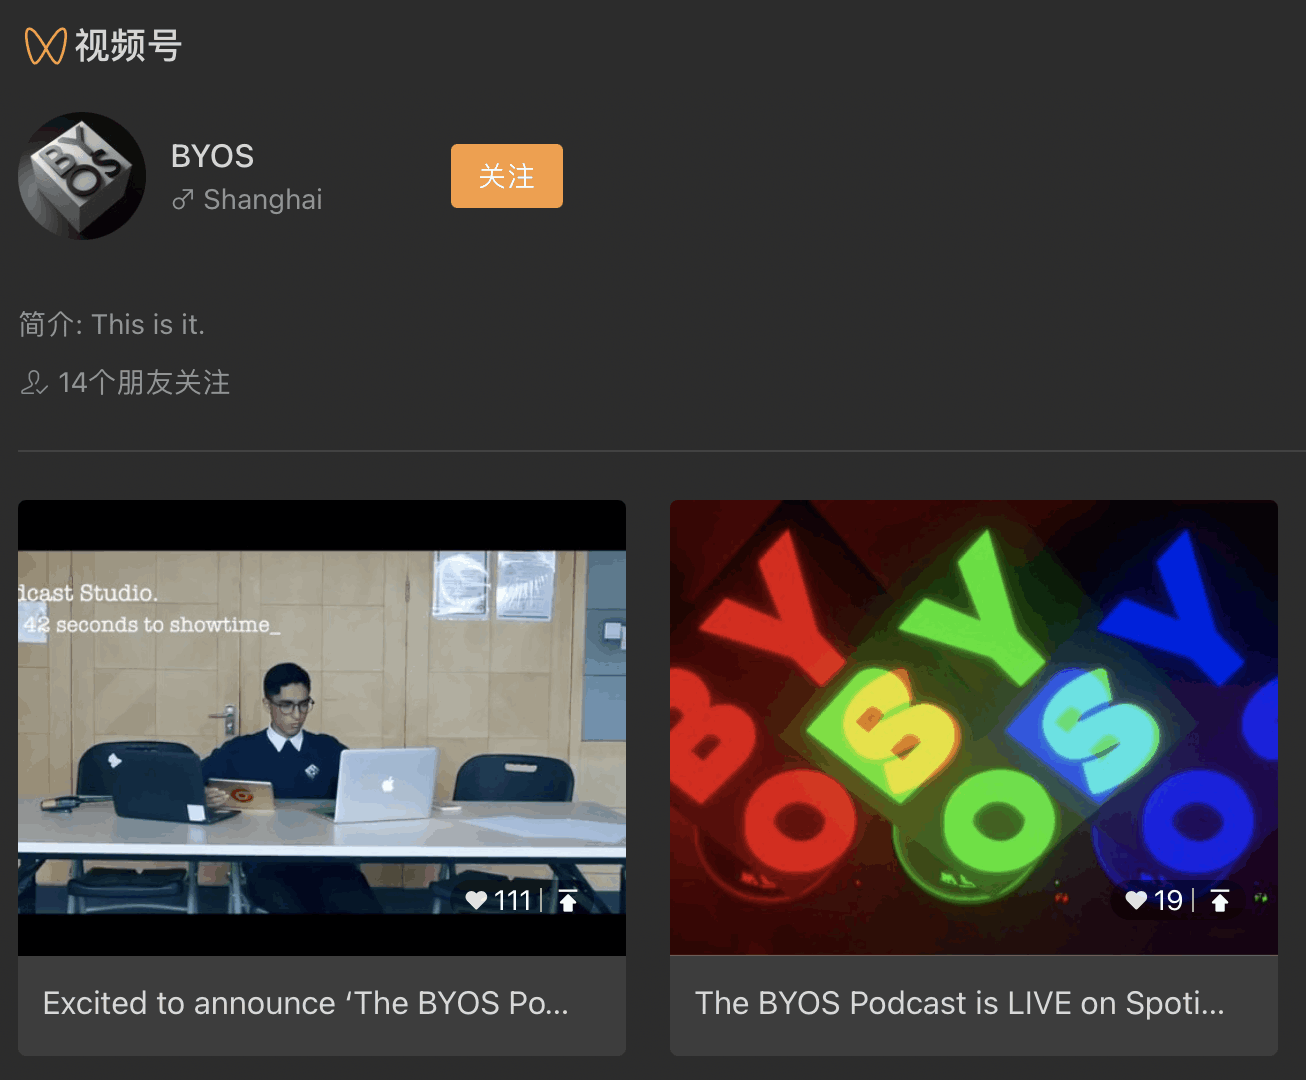 视频号
BYOS
BYOS
♂ Shanghai
关注
简介: This is it.
14个朋友关注
dcast Studio.
42 seconds to showtime_
111
Excited to announce ‘The BYOS Po...
BYOS
Y
S
O
Y
O
19
The BYOS Podcast is LIVE on Spoti...